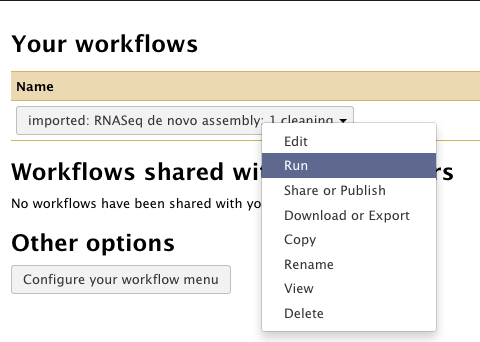 Your workflows
Name
imported: RNASeq de novo assembly: 1 cleaning
Edit
Run
Share or Publish
Download or Export
Copy
Rename
View
Delete
Workflows shared wi rs
No workflows have been shared with yo
Other options
Configure your workflow menu